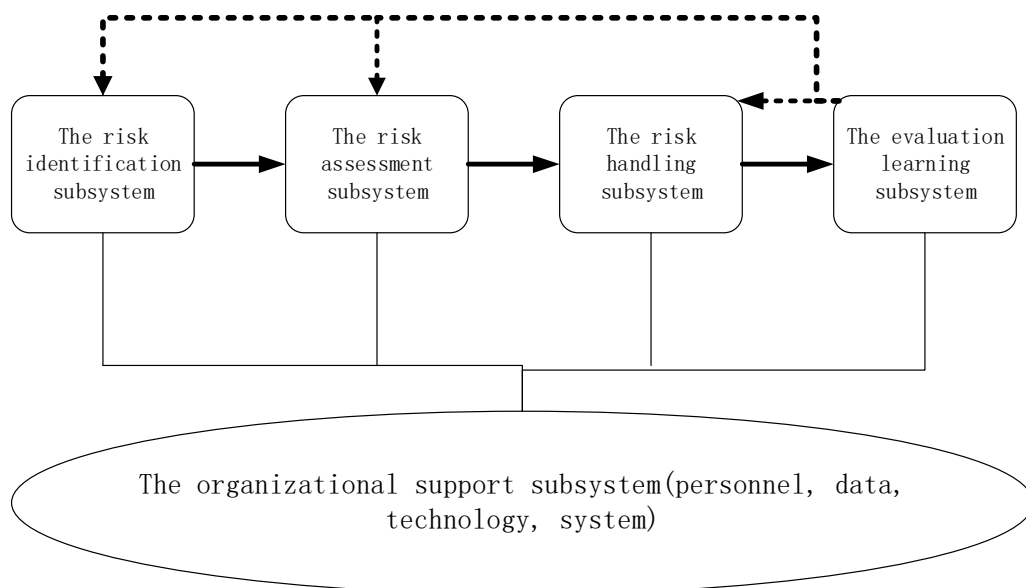 The risk
identification
subsystem
The risk
assessment
subsystem
The risk
handling
subsystem
The evaluation
learning
subsystem
The organizational support subsystem(personnel, data,
technology, system)